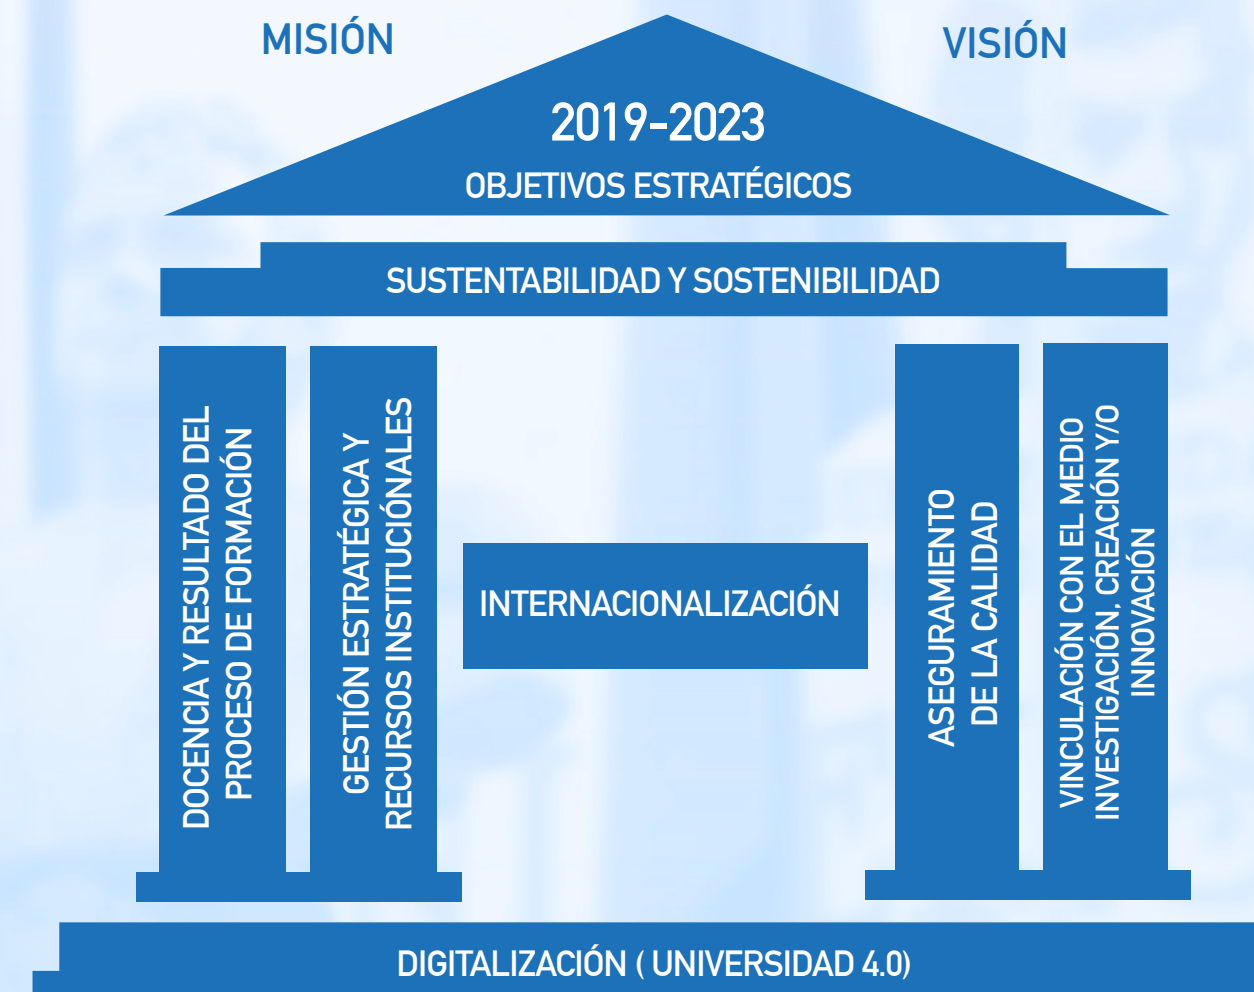 MISIÓN
VISIÓN
2019-2023
OBJETIVOS ESTRATÉGICOS
SUSTENTABILIDAD Y SOSTENIBILIDAD
DOCENCIA Y RESULTADO DEL
PROCESO DE FORMACIÓN
GESTIÓN ESTRATÉGICA Y
RECURSOS INSTITUCIÓNALES
INTERNACIONALIZACIÓN
ASEGURAMIENTO
DE LA CALIDAD
VINCULACIÓN CON EL MEDIO
INVESTIGACIÓN, CREACIÓN Y/O
INNOVACIÓN
DIGITALIZACIÓN ( UNIVERSIDAD 4.0)